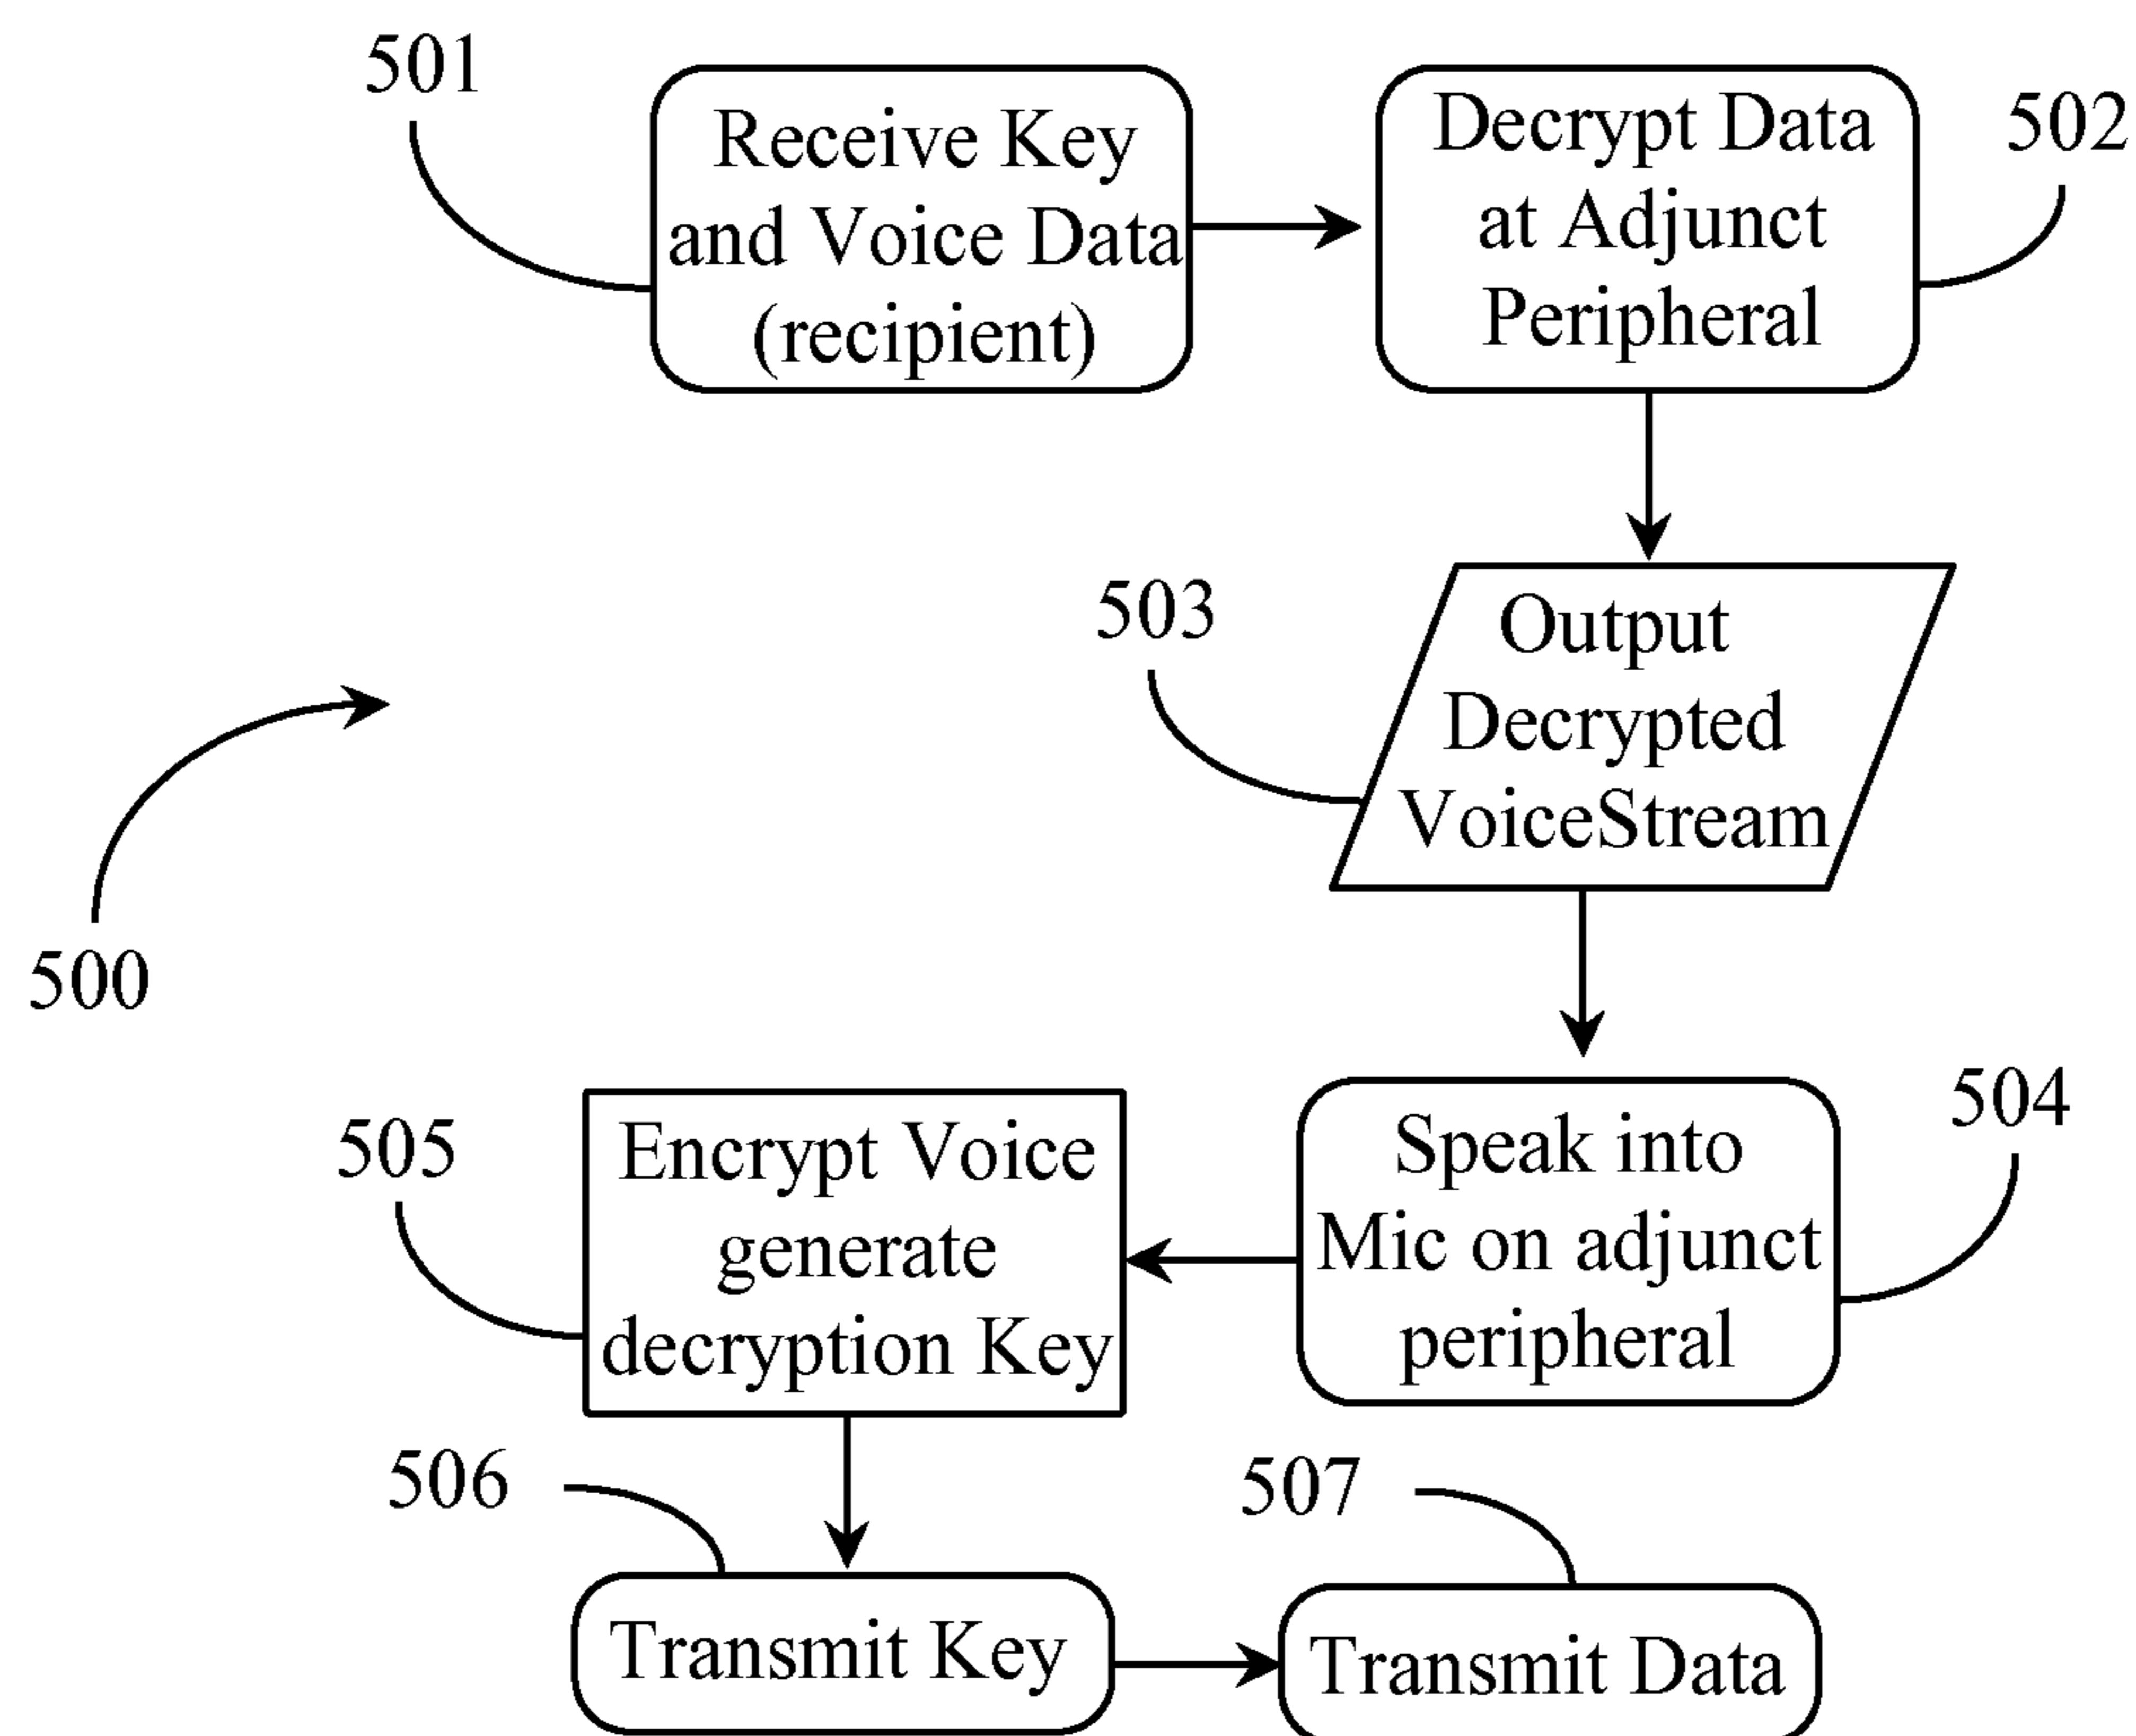 501
Receive Key
and Voice Data
(recipient)
Decrypt Data
at Adjunct
Peripheral
502
503
Output
Decrypted
VoiceStream
500
505
Encrypt Voice
generate
decryption Key
Speak into
Mic on adjunct
peripheral
504
506
Transmit Key
507
Transmit Data